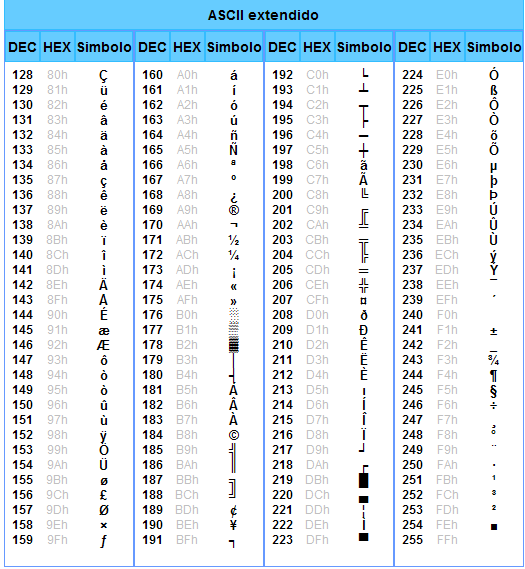 ASCII extendido
DEC HEX Simbolo DEC HEX Simbolo DEC HEX Simbolo DEC HEX Simbolo
128 80h Ç 160 A0h á 192 C0h └ 224 E0h Ó
129 81h ü 161 A1h í 193 C1h ┴ 225 E1h ß
130 82h é 162 A2h ó 194 C2h ┬ 226 E2h Ô
131 83h â 163 A3h ú 195 C3h ├ 227 E3h Ò
132 84h ä 164 A4h ñ 196 C4h ─ 228 E4h õ
133 85h à 165 A5h Ñ 197 C5h ┼ 229 E5h Õ
134 86h å 166 A6h ª 198 C6h ã 230 E6h µ
135 87h ç 167 A7h º 199 C7h Ã 231 E7h þ
136 88h ê 168 A8h ¿ 200 C8h ╚ 232 E8h Þ
137 89h ë 169 A9h ® 201 C9h ╔ 233 E9h Ú
138 8Ah è 170 AAh ¬ 202 CAh ╩ 234 EAh Û
139 8Bh ï 171 ABh ½ 203 CBh ╦ 235 EBh Ù
140 8Ch î 172 ACh ¼ 204 CCh ╠ 236 ECh ý
141 8Dh ì 173 ADh ¡ 205 CDh ═ 237 EDh Ý
142 8Eh Ä 174 AEh « 206 CEh ╬ 238 EEh ¯
143 8Fh Å 175 AFh » 207 CFh ¤ 239 EFh ´
144 90h É 176 B0h ░ 208 D0h ð 240 F0h
145 91h æ 177 B1h ▒ 209 D1h Ð 241 F1h ±
146 92h Æ 178 B2h ▓ 210 D2h Ê 242 F2h ‗
147 93h ô 179 B3h │ 211 D3h Ë 243 F3h ¾
148 94h ò 180 B4h ┤ 212 D4h È 244 F4h ¶
149 95h ò 181 B5h Á 213 D5h ı 245 F5h §
150 96h û 182 B6h Â 214 D6h Í 246 F6h ÷
151 97h ù 183 B7h À 215 D7h Î 247 F7h ¸
152 98h ÿ 184 B8h © 216 D8h Ï 248 F8h °
153 99h Ö 185 B9h ╣ 217 D9h ┘ 249 F9h ¨
154 9Ah Ü 186 BAh ║ 218 DAh ┌ 250 FAh ·
155 9Bh ø 187 BBh ╗ 219 DBh █ 251 FBh ¹
156 9Ch £ 188 BCh ╝ 220 DCh ▄ 252 FCh ³
157 9Dh Ø 189 BDh ¢ 221 DDh ¦ 253 FDh ²
158 9Eh × 190 BEh ¥ 222 DEh Ì 254 FEh ■
159 9Fh ƒ 191 BFh ┐ 223 DFh ▀ 255 FFh